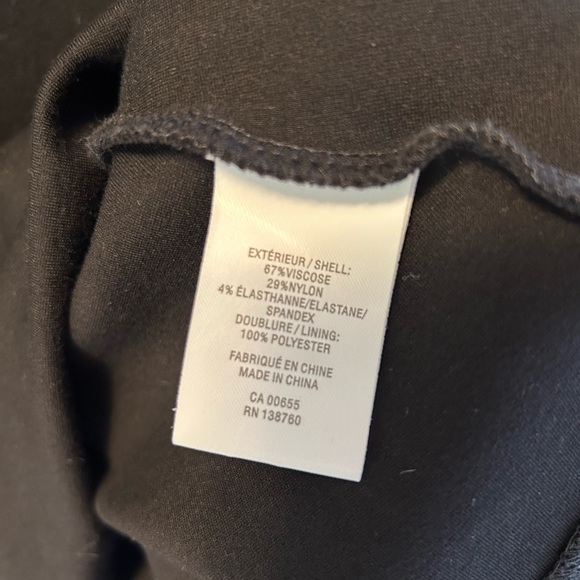 EXTÉRIEUR / SHELL:
67%VISCOSE
29%NYLON
4% ÉLASTHANNE/ELASTANE/
SPANDEX
DOUBLURE / LINING:
100% POLYESTER
FABRIQUÉ EN CHINE
MADE IN CHINA
CA 00655
RN 138760